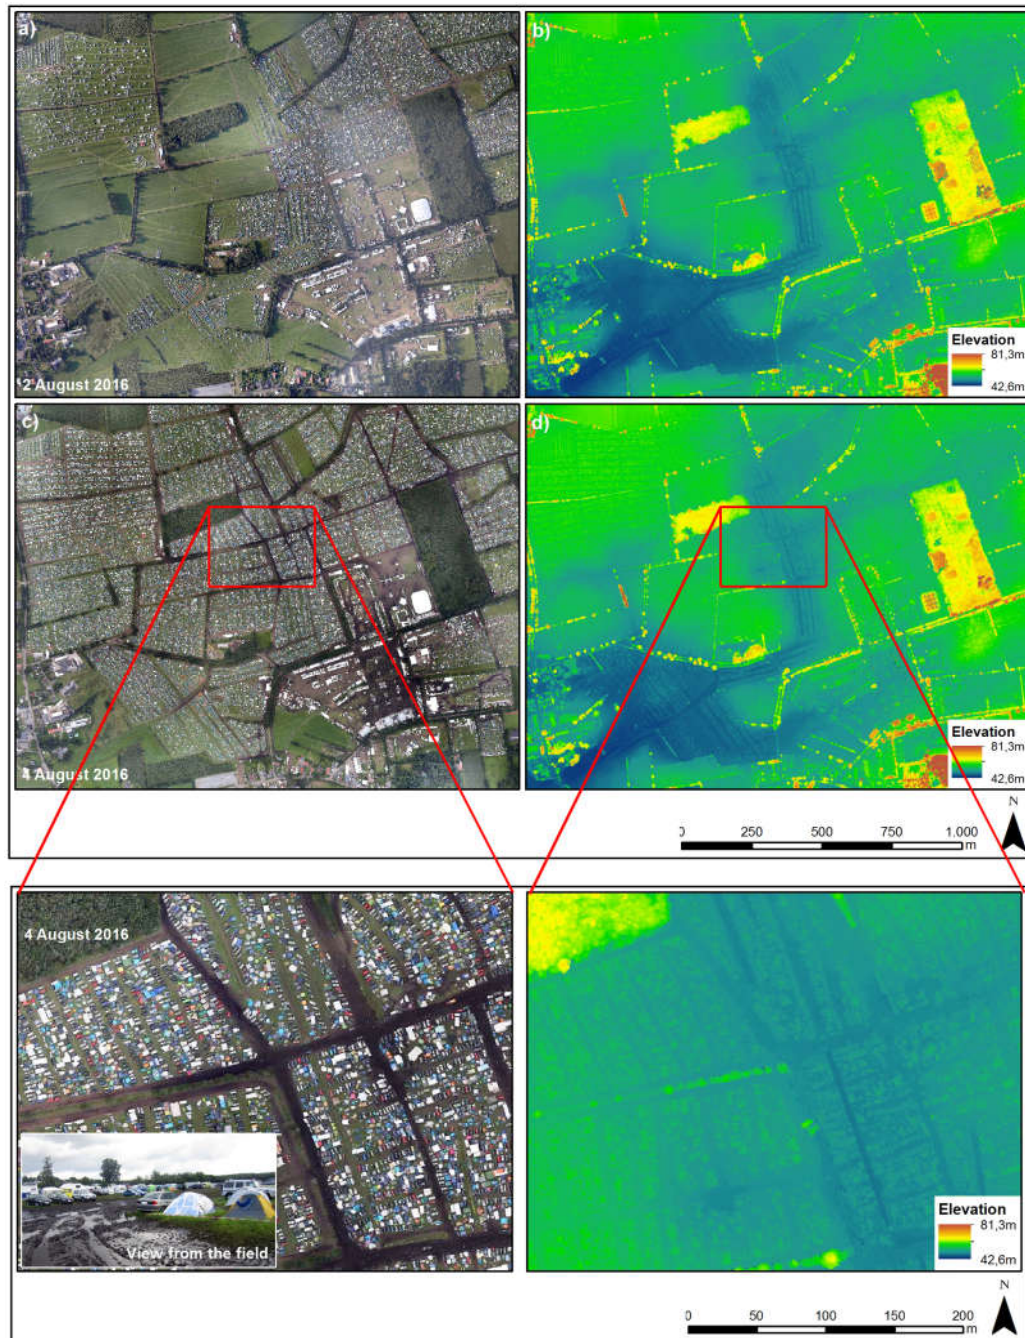 a)
b)
2 August 2016
Elevation
81,3m
42,6m
c)
d)
4 August 2016
Elevation
81,3m
42,6m
N
0 250 500 750 1.000
m
4 August 2016
View from the field
Elevation
81,3m
42,6m
N
0 50 100 150 200
m